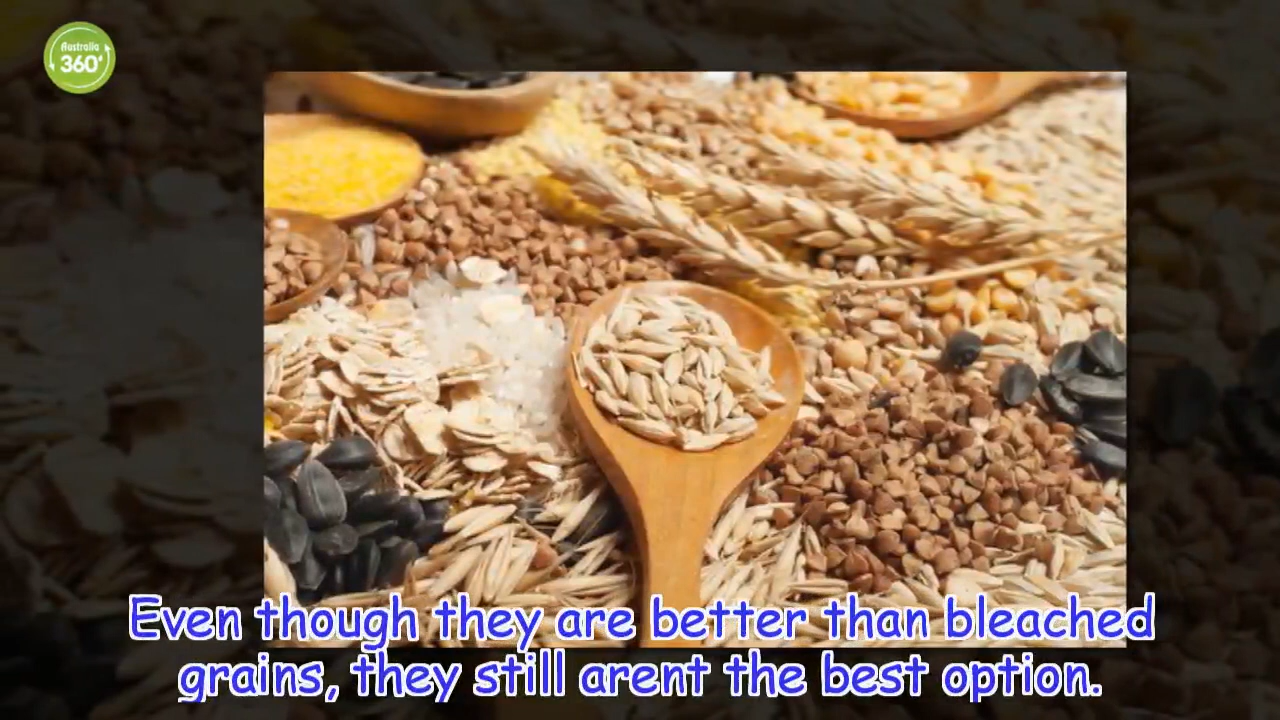 Australia
360°
Even though they are better than bleached
grains, they still arent the best option.